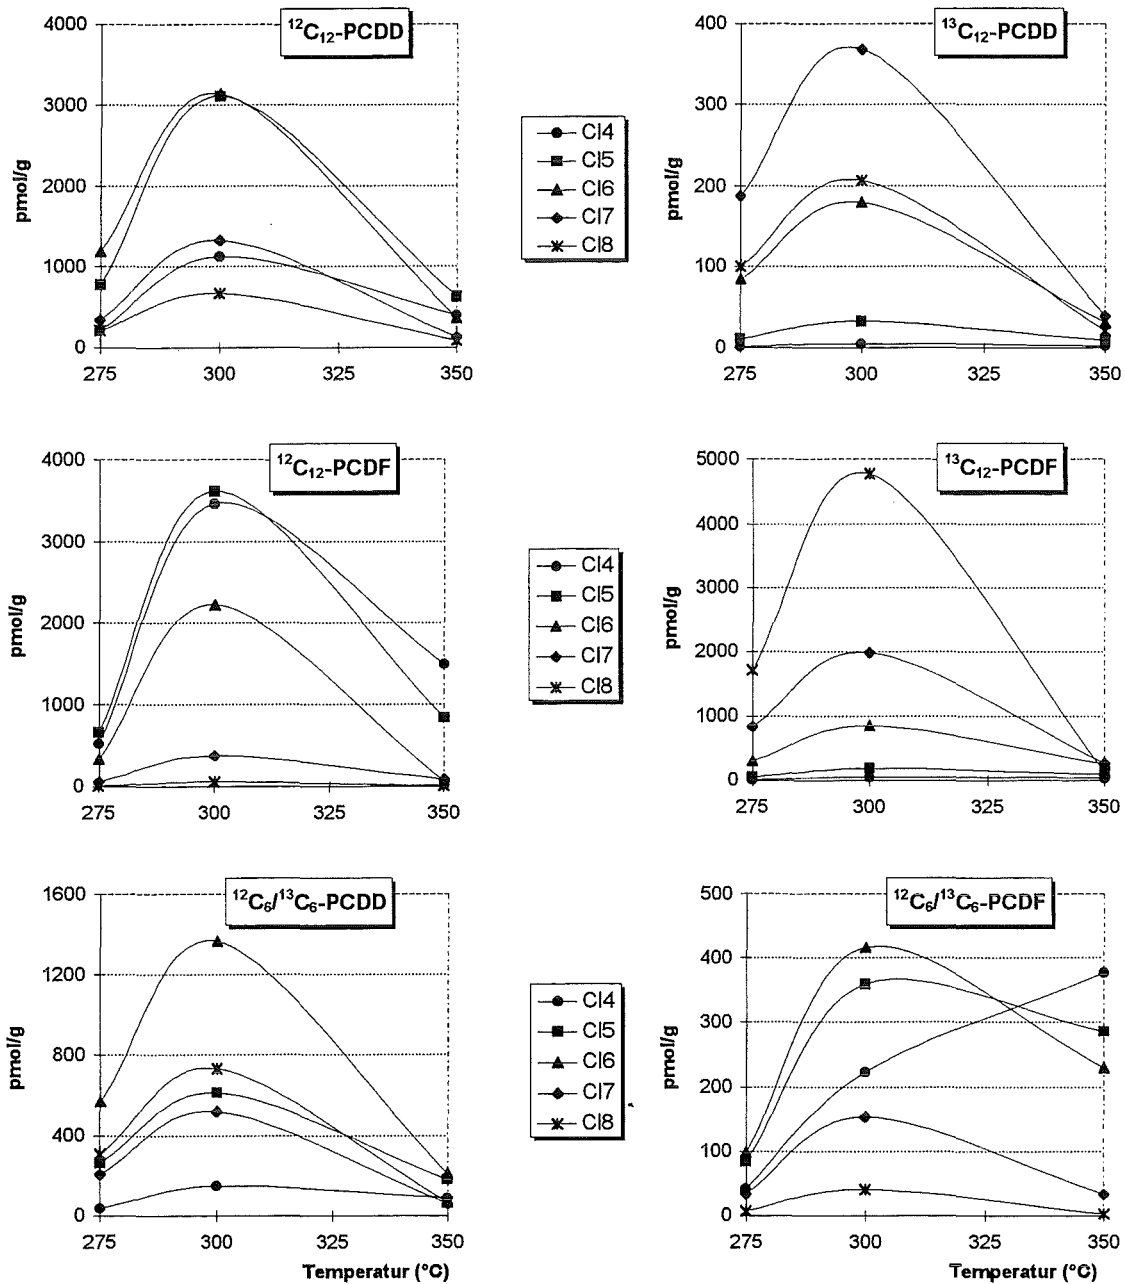 ¹²C₁₂-PCDD
pmol/g
4000
3000
2000
1000
0
275 300 325 350
Cl4
Cl5
Cl6
Cl7
Cl8
¹³C₁₂-PCDD
pmol/g
400
300
200
100
0
275 300 325 350
¹²C₁₂-PCDF
pmol/g
4000
3000
2000
1000
0
275 300 325 350
Cl4
Cl5
Cl6
Cl7
Cl8
¹³C₁₂-PCDF
pmol/g
5000
4000
3000
2000
1000
0
275 300 325 350
¹²C₆/¹³C₆-PCDD
pmol/g
1600
1200
800
400
0
275 300 325 350
Temperatur (°C)
Cl4
Cl5
Cl6
Cl7
Cl8
¹²C₆/¹³C₆-PCDF
pmol/g
500
400
300
200
100
0
275 300 325 350
Temperatur (°C)